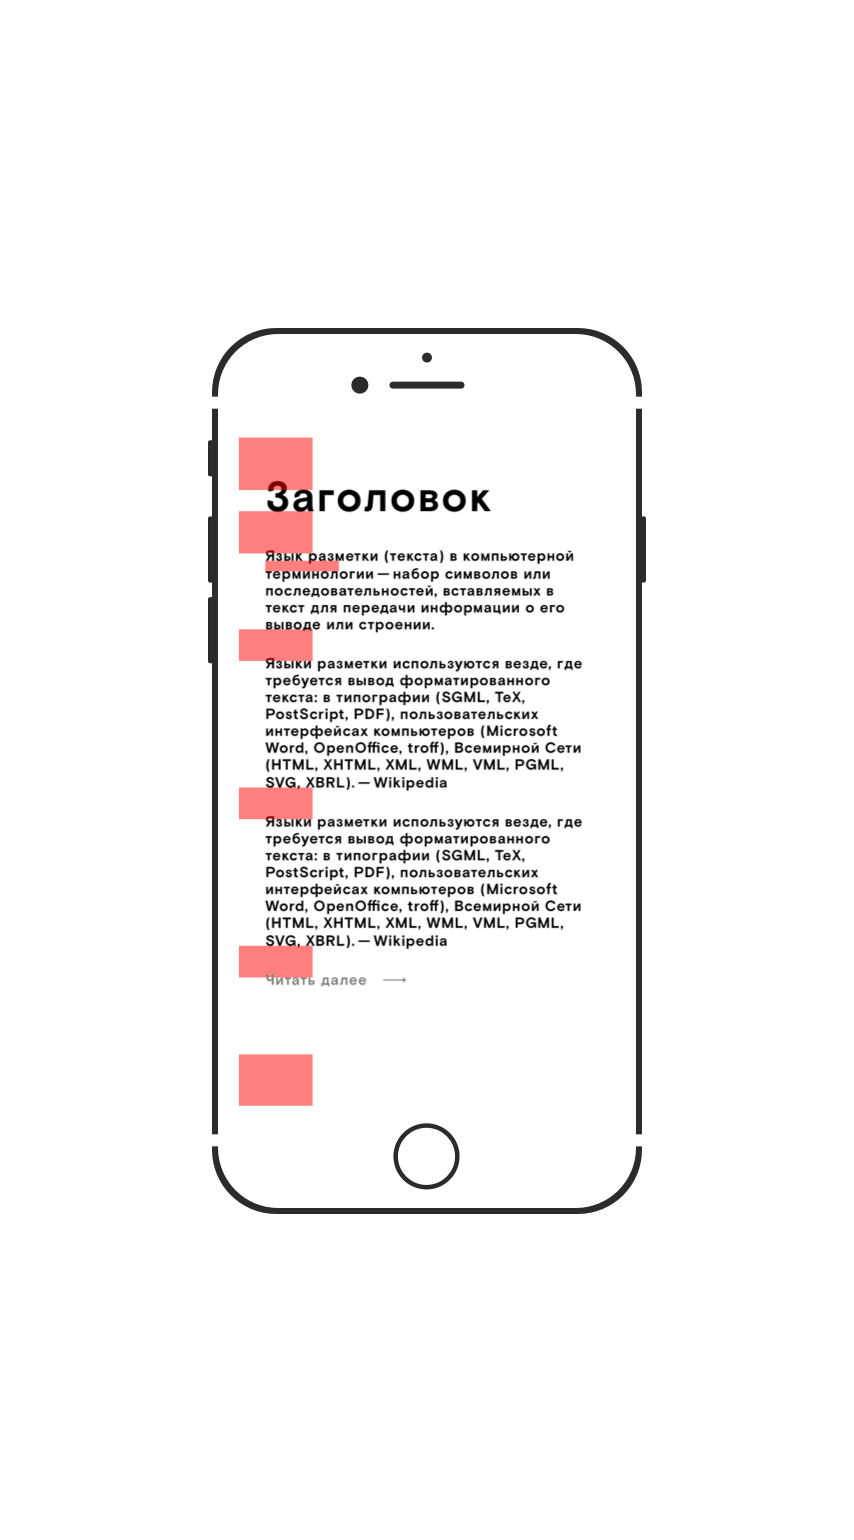 Заголовок
Язык разметки (текста) в компьютерной
терминологии — набор символов или
последовательностей, вставляемых в
текст для передачи информации о его
выводе или строении.
Языки разметки используются везде, где
требуется вывод форматированного
текста: в типографии (SGML, TeX,
PostScript, PDF), пользовательских
интерфейсах компьютеров (Microsoft
Word, OpenOffice, troff), Всемирной Сети
(HTML, XHTML, XML, WML, VML, PGML,
SVG, XBRL). — Wikipedia
Языки разметки используются везде, где
требуется вывод форматированного
текста: в типографии (SGML, TeX,
PostScript, PDF), пользовательских
интерфейсах компьютеров (Microsoft
Word, OpenOffice, troff), Всемирной Сети
(HTML, XHTML, XML, WML, VML, PGML,
SVG, XBRL). — Wikipedia
Читать далее